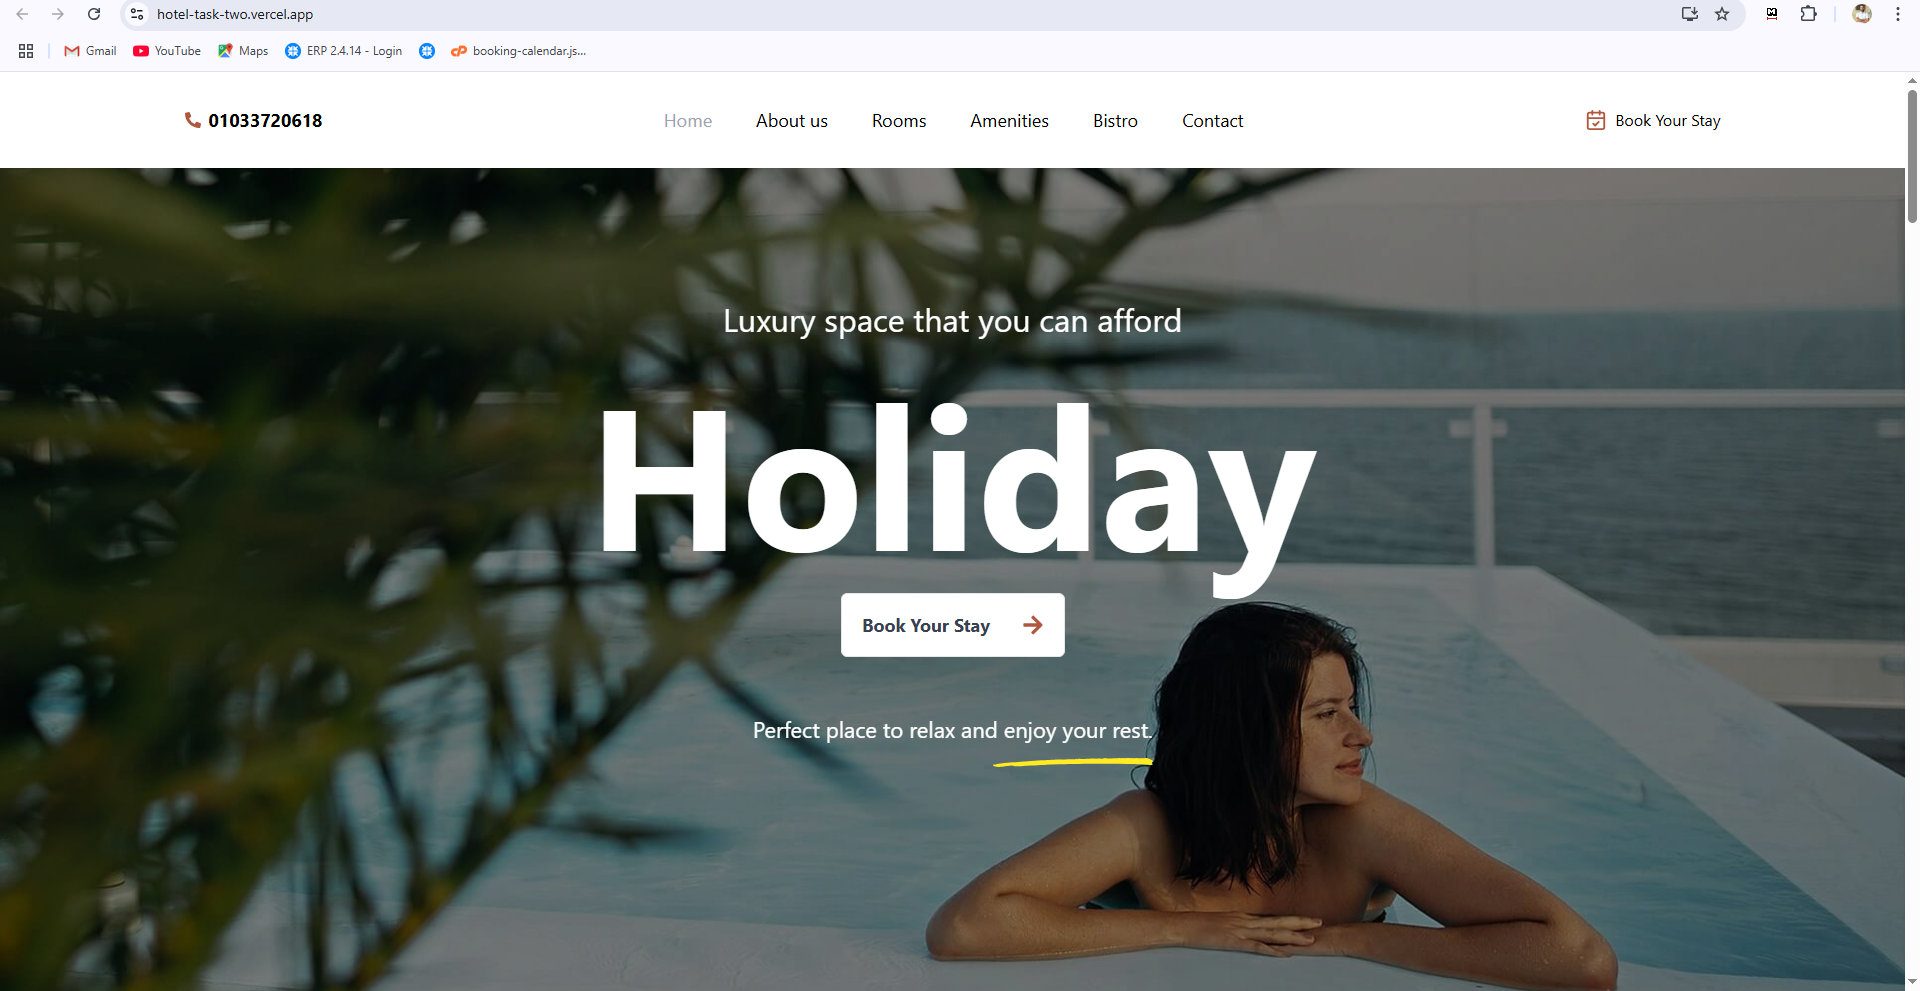 hotel-task-two.vercel.app
Gmail
YouTube
Maps
ERP 2.4.14 - Login
booking-calendar.js...
01033720618
Home
About us
Rooms
Amenities
Bistro
Contact
Book Your Stay
Luxury space that you can afford
Holiday
Book Your Stay
Perfect place to relax and enjoy your rest.